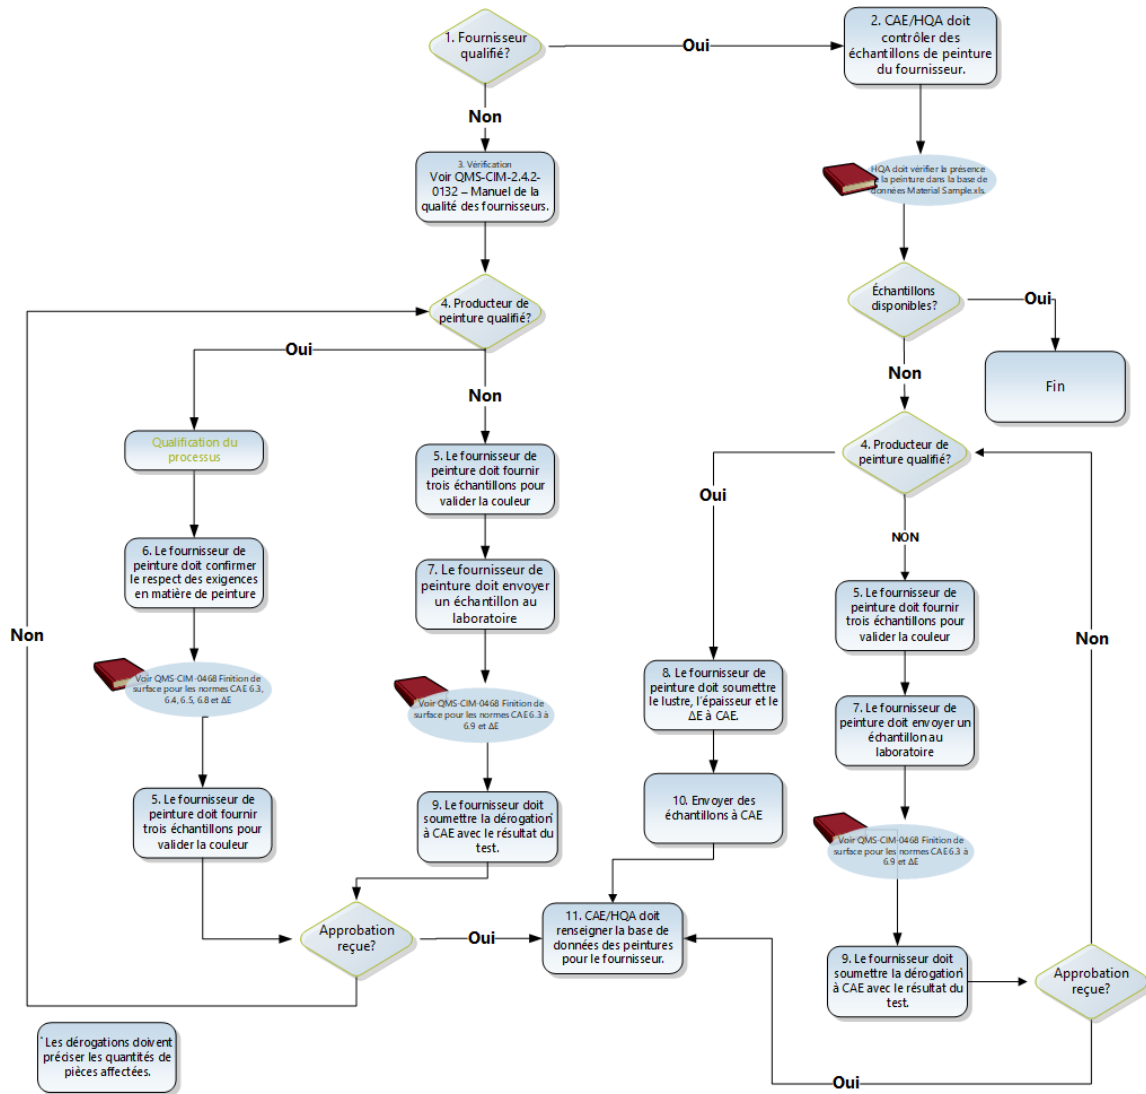 1. Fournisseur
qualifié?
Oui
2. CAE/HQA doit
contrôler des
échantillons de peinture
du fournisseur.
Non
3. Vérification
Voir QMS-CIM-2.4.2-
0132 – Manuel de la
qualité des fournisseurs.
HQA doit vérifier la présence
la peinture dans la base de
données Material Sample.xls.
4. Producteur de
peinture qualifié?
Échantillons
disponibles?
Oui
Fin
Non
Oui
Non
Qualification du
processus
5. Le fournisseur de
peinture doit fournir
trois échantillons pour
valider la couleur
4. Producteur de
peinture qualifié?
Oui
NON
6. Le fournisseur de
peinture doit confirmer
le respect des exigences
en matière de peinture
7. Le fournisseur de
peinture doit envoyer
un échantillon au
laboratoire
5. Le fournisseur de
peinture doit fournir
trois échantillons pour
valider la couleur
Non
Non
Voir QMS-CIM-0468 Finition de
surface pour les normes CAE 6.3,
6.4, 6.5, 6.8 et ΔE
Voir QMS-CIM-0468 Finition de
surface pour les normes CAE 6.3 à
6.9 et ΔE
8. Le fournisseur de
peinture doit soumettre
le lustre, l'épaisseur et le
ΔE à CAE.
7. Le fournisseur de
peinture doit envoyer un
échantillon au
laboratoire
5. Le fournisseur de
peinture doit fournir
trois échantillons pour
valider la couleur
9. Le fournisseur doit
soumettre la dérogation*
à CAE avec le résultat du
test.
10. Envoyer des
échantillons à CAE
Voir QMS-CIM-0468 Finition de
surface pour les normes CAE 6.3 à
6.9 et ΔE
Approbation
reçue?
Oui
11. CAE/HQA doit
renseigner la base de
données des peintures
pour le fournisseur.
9. Le fournisseur doit
soumettre la dérogation*
à CAE avec le résultat du
test.
Approbation
reçue?
Oui
* Les dérogations doivent
préciser les quantités de
pièces affectées.